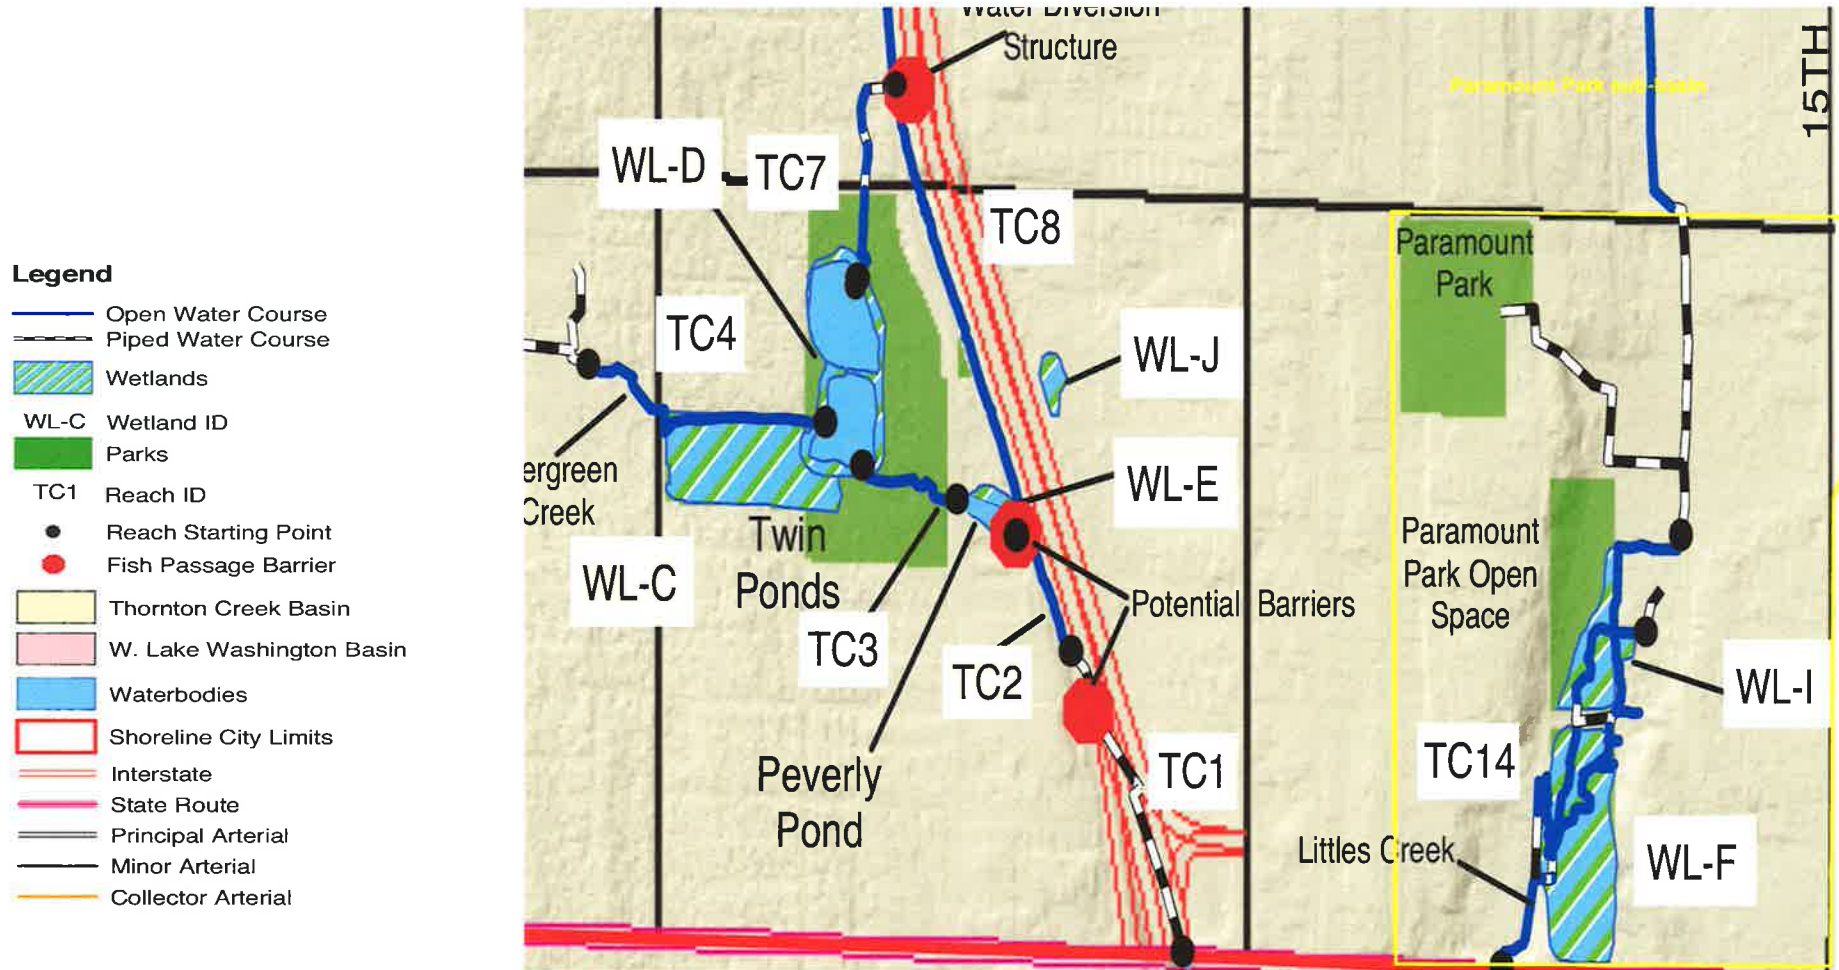 Legend
Open Water Course
Piped Water Course
Wetlands
WL-C Wetland ID
Parks
TC1 Reach ID
Reach Starting Point
Fish Passage Barrier
Thornton Creek Basin
W. Lake Washington Basin
Waterbodies
Shoreline City Limits
Interstate
State Route
Principal Arterial
Minor Arterial
Collector Arterial
Water Diversion
Structure
Paramount Park sub-basin
15TH
WL-D
TC7
TC8
Paramount
Park
TC4
WL-J
ergreen
Creek
WL-E
Twin
Ponds
WL-C
Paramount
Park Open
Space
Potential Barriers
TC3
TC2
WL-I
Peverly
Pond
TC1
TC14
Littles Creek
WL-F